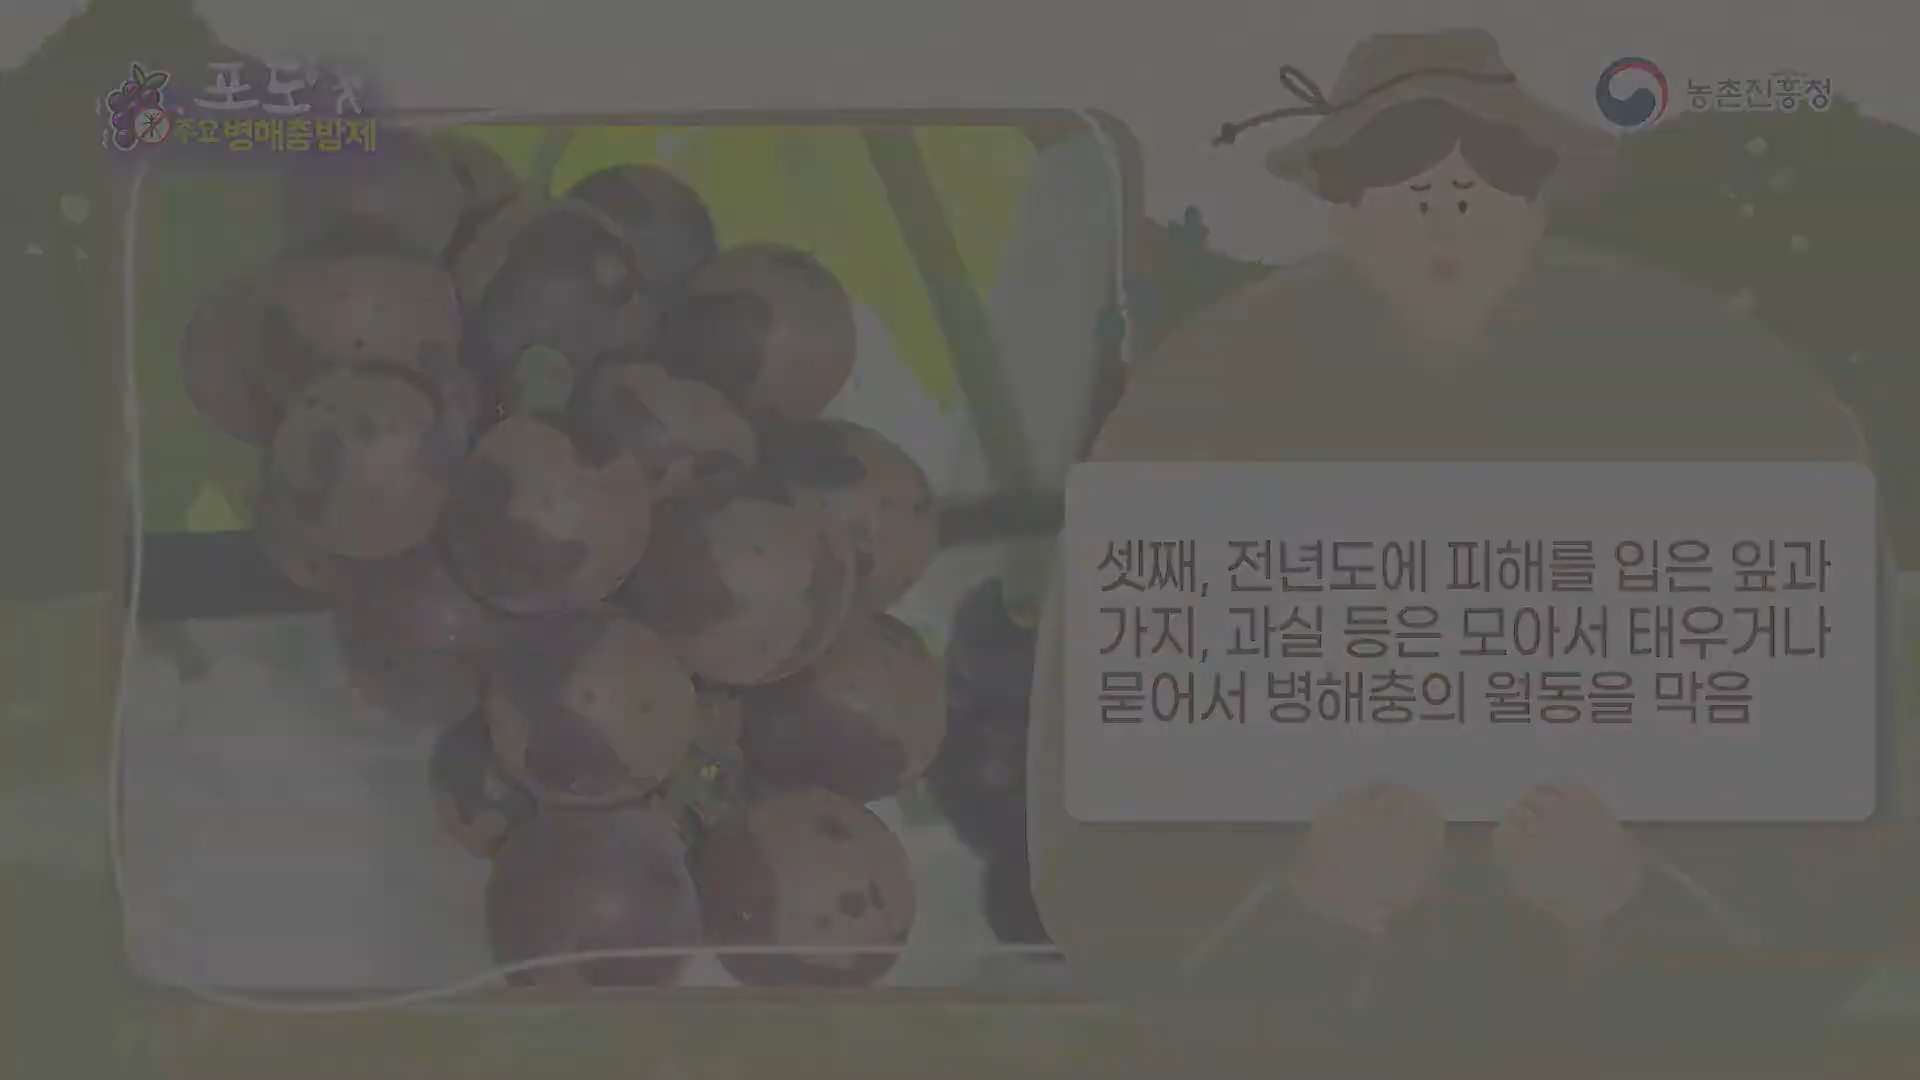 포도
주요 병해충방제
농촌진흥청
셋째, 전년도에 피해를 입은 잎과
가지, 과실 등은 모아서 태우거나
묻어서 병해충의 월동을 막음